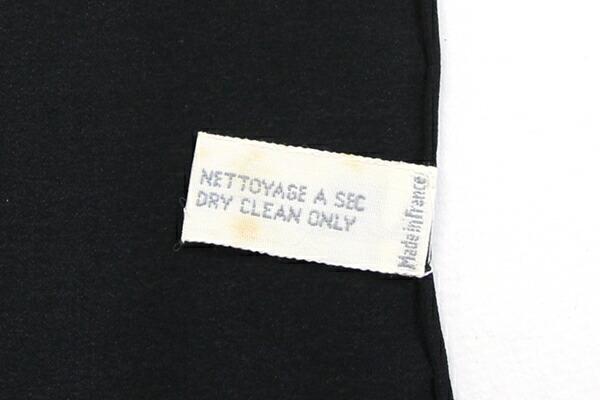 NETTOYAGE A SEC
DRY CLEAN ONLY
Made in France